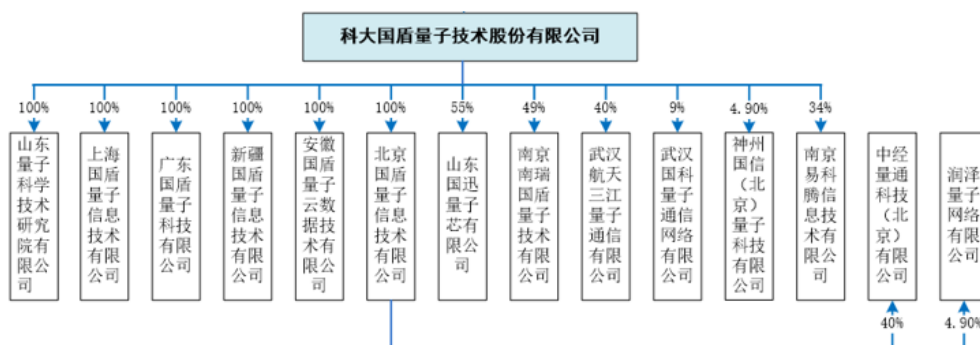 科大国盾量子技术股份有限公司
100%
100%
100%
100%
100%
100%
55%
49%
40%
9%
4.90%
34%
山东量子科学技术研究院有限公司
上海国盾量子信息技术有限公司
广东国盾量子科技有限公司
新疆国盾量子信息技术有限公司
安徽国盾量子云数据技术有限公司
北京国盾量子信息技术有限公司
山东国迅量子芯有限公司
南京南瑞国盾量子技术有限公司
武汉航天三江量子通信有限公司
武汉国科量子通信网络有限公司
神州国信（北京）量子科技有限公司
南京易科腾信息技术有限公司
中经量通科技（北京）有限公司
润泽量子网络有限公司
40%
4.90%